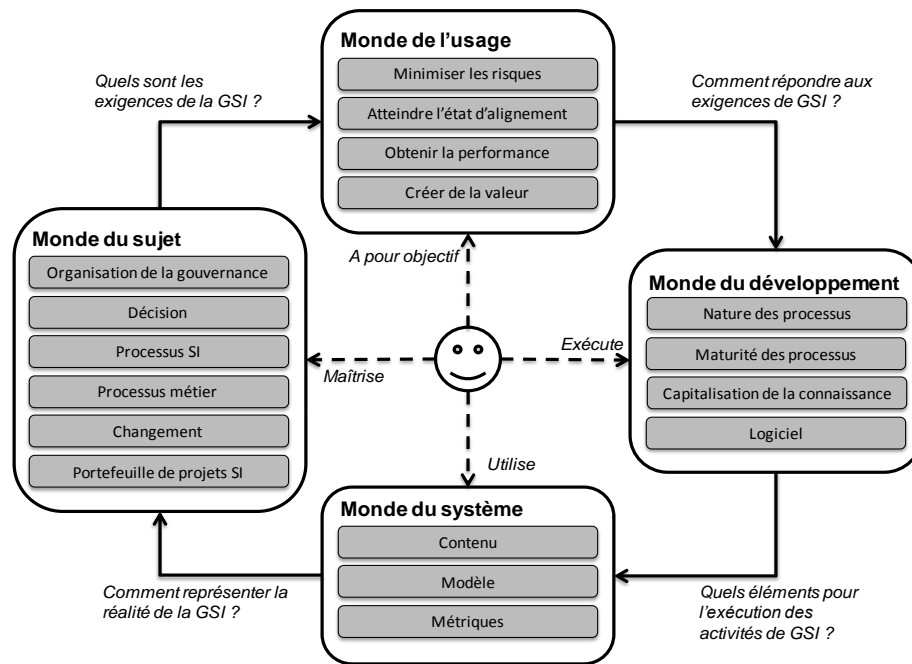 Monde de l'usage
Minimiser les risques
Atteindre l'état d'alignement
Obtenir la performance
Créer de la valeur
Quels sont les
exigences de la GSI ?
Comment répondre aux
exigences de GSI ?
Monde du sujet
Organisation de la gouvernance
Décision
Processus SI
Processus métier
Changement
Portefeuille de projets SI
A pour objectif
Maîtrise
Exécute
Utilise
Monde du développement
Nature des processus
Maturité des processus
Capitalisation de la connaissance
Logiciel
Monde du système
Contenu
Modèle
Métriques
Comment représenter la
réalité de la GSI ?
Quels éléments pour
l'exécution des
activités de GSI ?